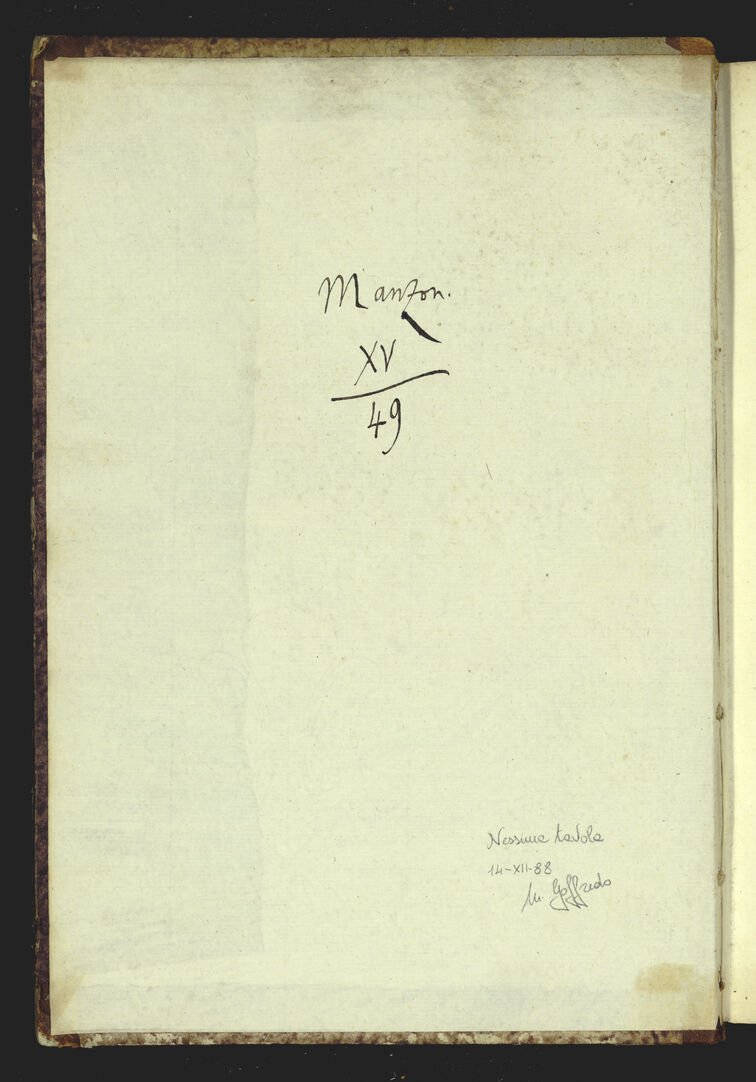 Manzon.
XV
49
Nessuna tavola
14-XII-88
M. Goffredo